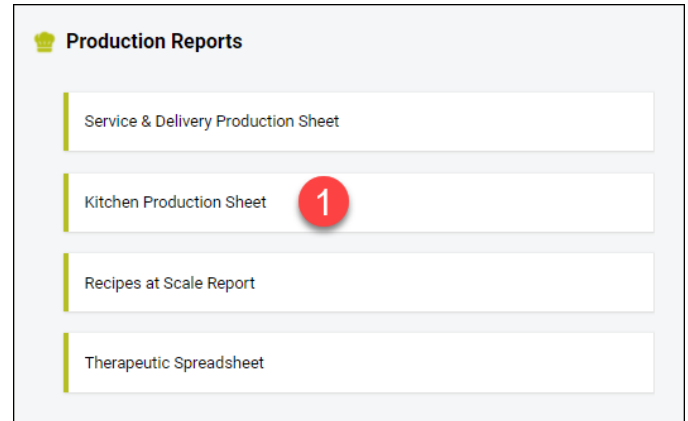 Production Reports
Service & Delivery Production Sheet
Kitchen Production Sheet 1
Recipes at Scale Report
Therapeutic Spreadsheet